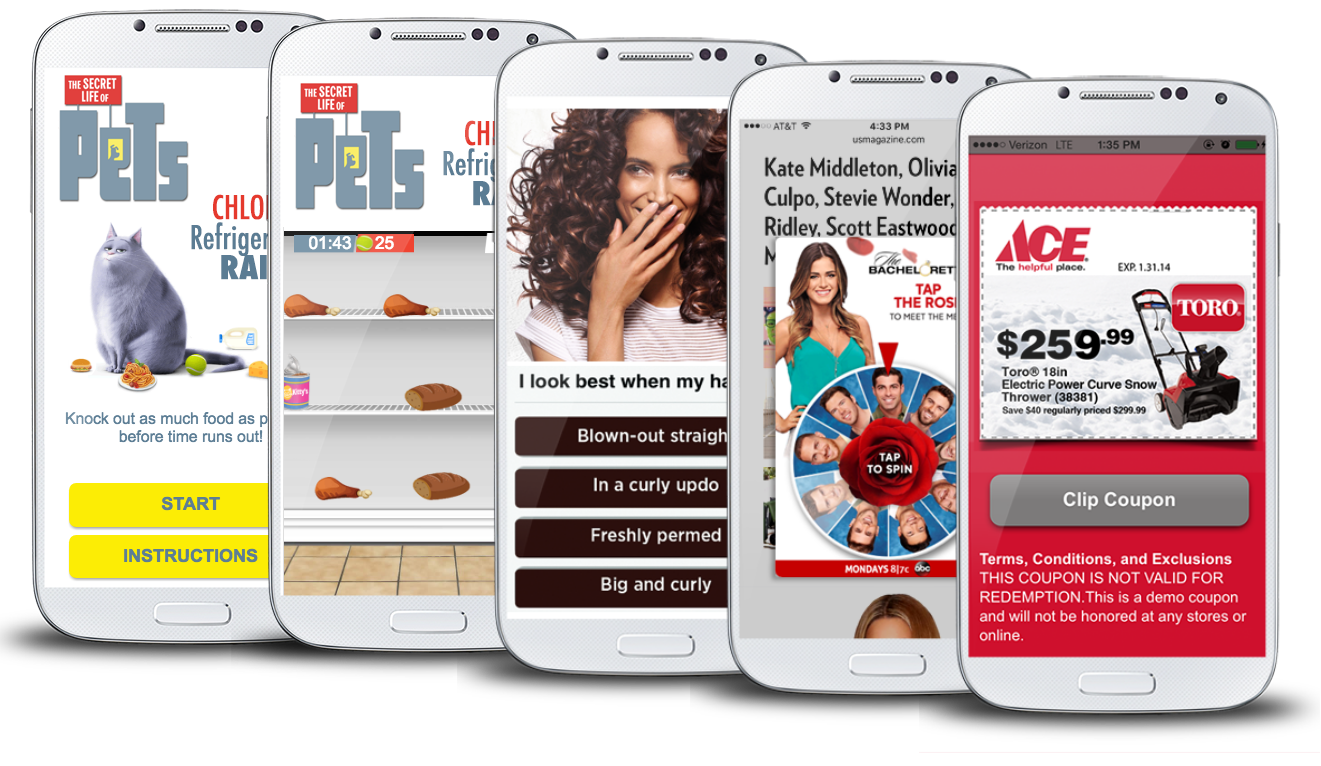 THE SECRET
LIFE OF
PeTs
CHLO
Refriger
RAI
Knock out as much food as p
before time runs out!
START
INSTRUCTIONS
THE SECRET
LIFE OF
PeTs
CH
Refrig
R
01:43 25
I look best when my ha
Blown-out straigh
In a curly updo
Freshly permed
Big and curly
AT&T 4:33 PM
usmagazine.com
Kate Middleton, Olivia
Culpo, Stevie Wonder,
Ridley, Scott Eastwood
M
The
BACHELORETT
TAP
THE ROSE
TO MEET THE ME
TAP
TO SPIN
MONDAYS 8|7c abc
Verizon LTE 1:35 PM
ACE
The helpful place.
EXP. 1.31.14
TORO
$259.99
Toro® 18in
Electric Power Curve Snow
Thrower (38381)
Save $40 regularly priced $299.99
Clip Coupon
Terms, Conditions, and Exclusions
THIS COUPON IS NOT VALID FOR
REDEMPTION.This is a demo coupon
and will not be honored at any stores or
online.